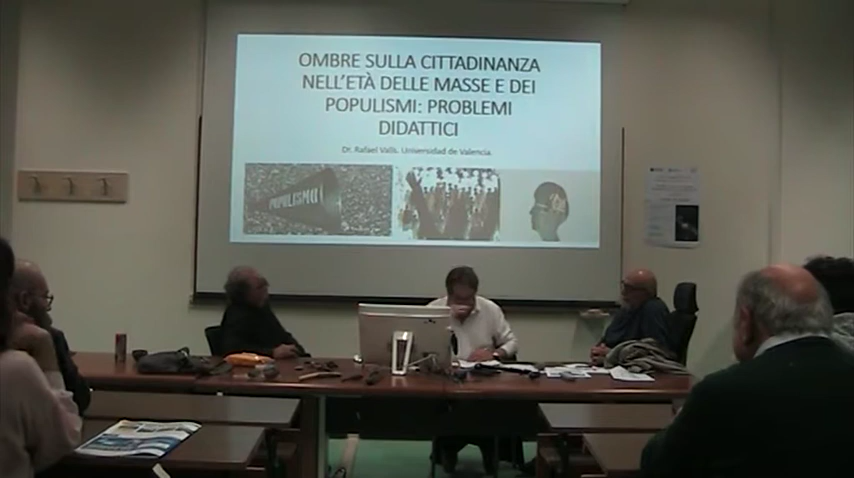 OMBRE SULLA CITTADINANZA
NELL'ETÀ DELLE MASSE E DEI
POPULISMI: PROBLEMI
DIDATTICI
Dr. Rafael Valls. Universidad de Valencia.
POPULISMO